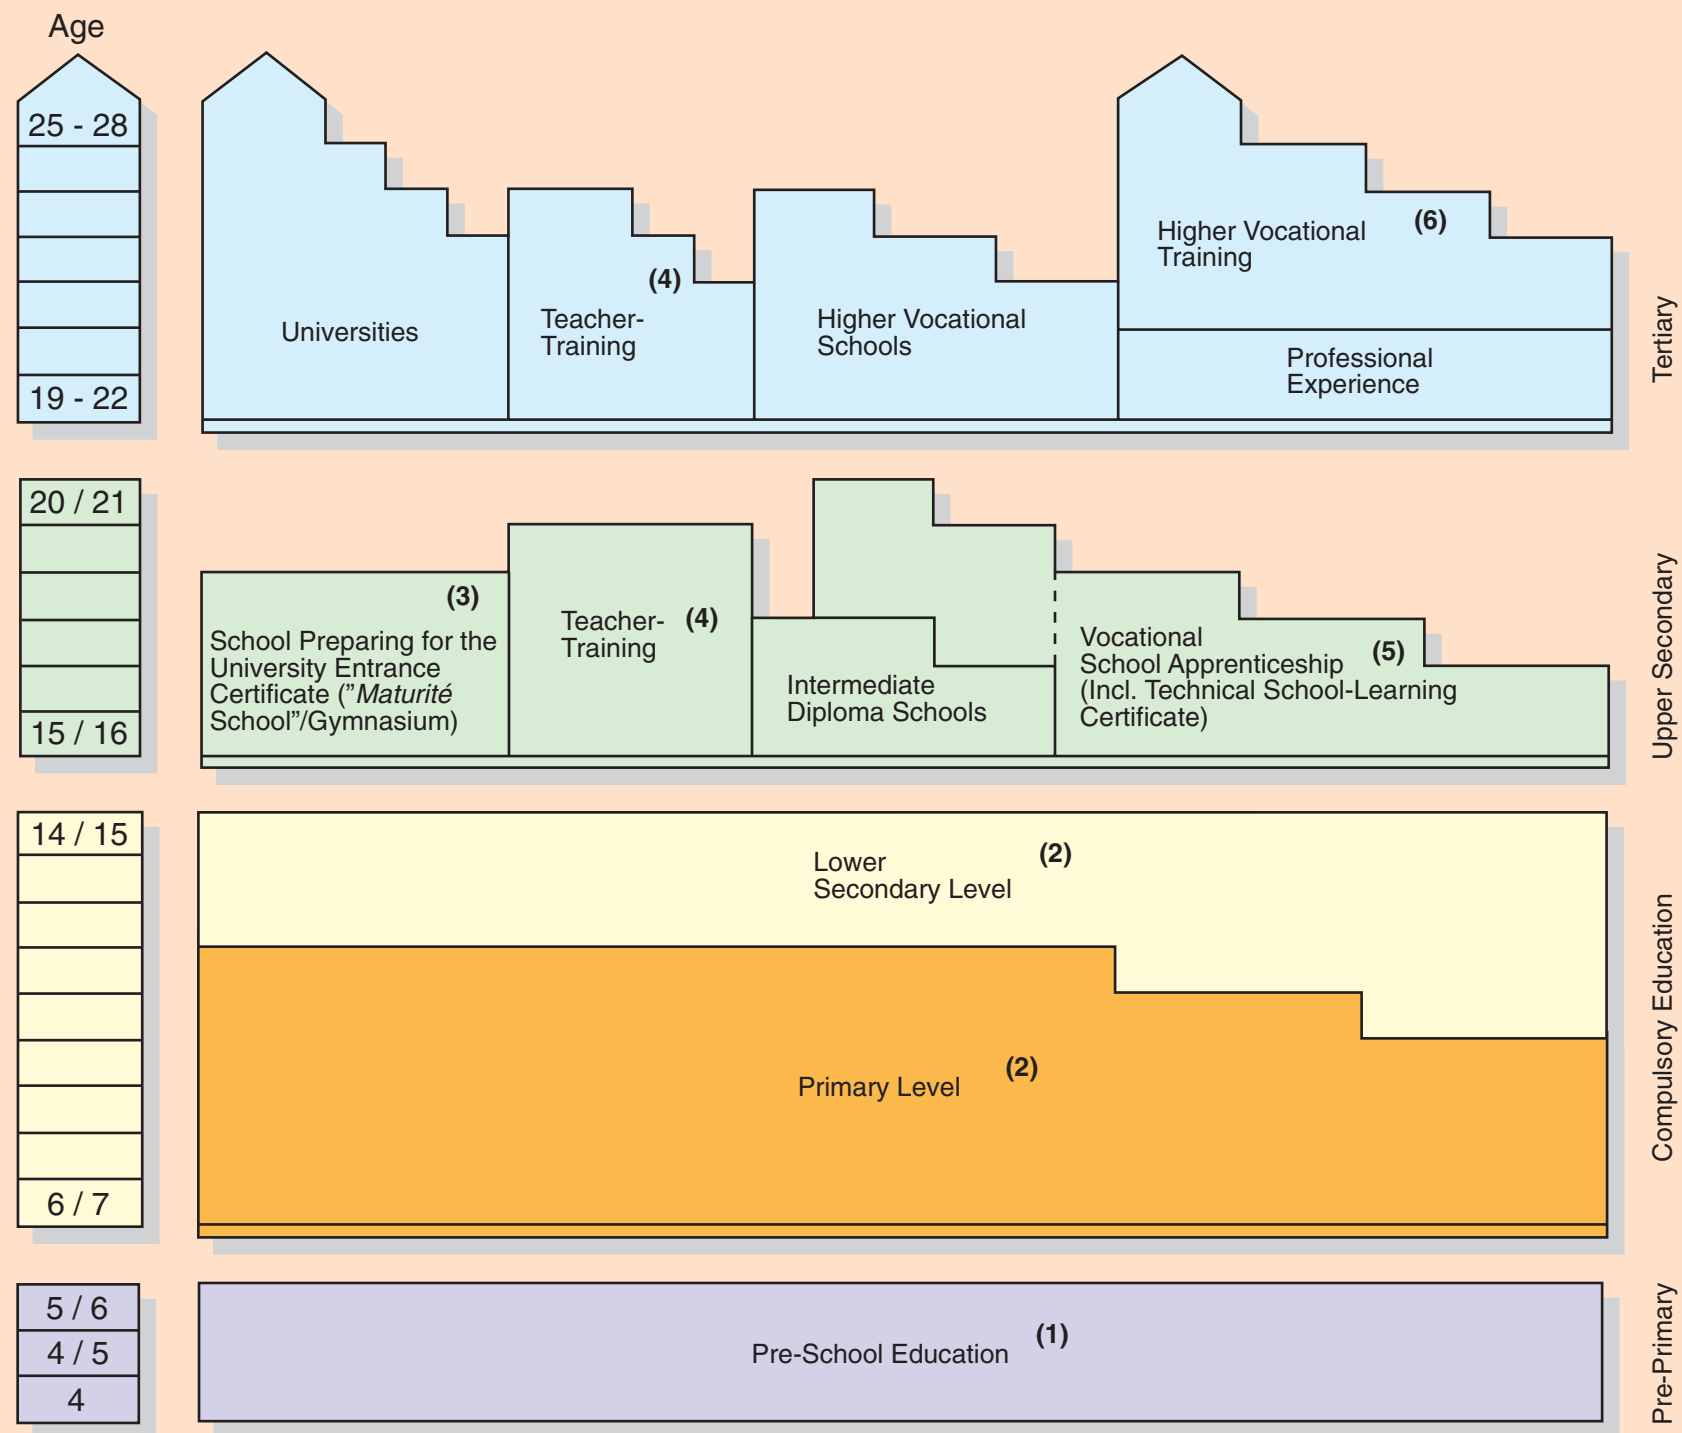 Age
25 - 28
19 - 22
Universities
(4)
Teacher-
Training
Higher Vocational
Schools
(6)
Higher Vocational
Training
Professional
Experience
Tertiary
20 / 21
15 / 16
(3)
School Preparing for the
University Entrance
Certificate (”Maturité
School”/Gymnasium)
Teacher- (4)
Training
Intermediate
Diploma Schools
Vocational
School Apprenticeship (5)
(Incl. Technical School-Learning
Certificate)
Upper Secondary
14 / 15
6 / 7
Lower (2)
Secondary Level
(2)
Primary Level
Compulsory Education
5 / 6
4 / 5
4
(1)
Pre-School Education
Pre-Primary